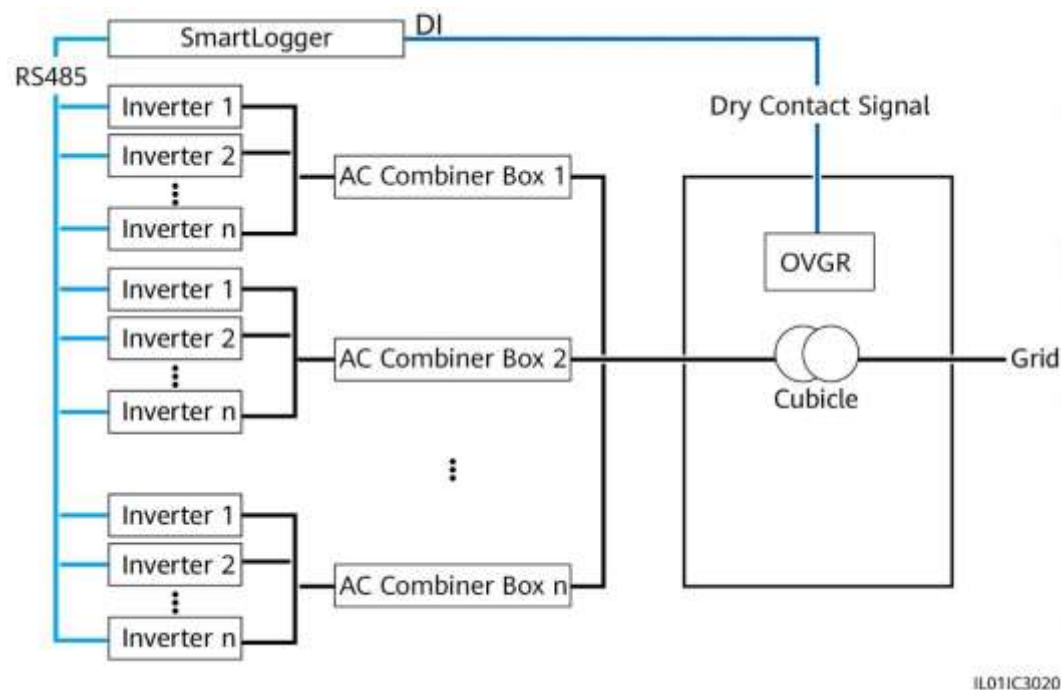 SmartLogger
DI
RS485
Inverter 1
Inverter 2
Inverter n
AC Combiner Box 1
Dry Contact Signal
OVGR
Inverter 1
Inverter 2
Inverter n
AC Combiner Box 2
Cubicle
Grid
Inverter 1
Inverter 2
Inverter n
AC Combiner Box n
IL01IC3020